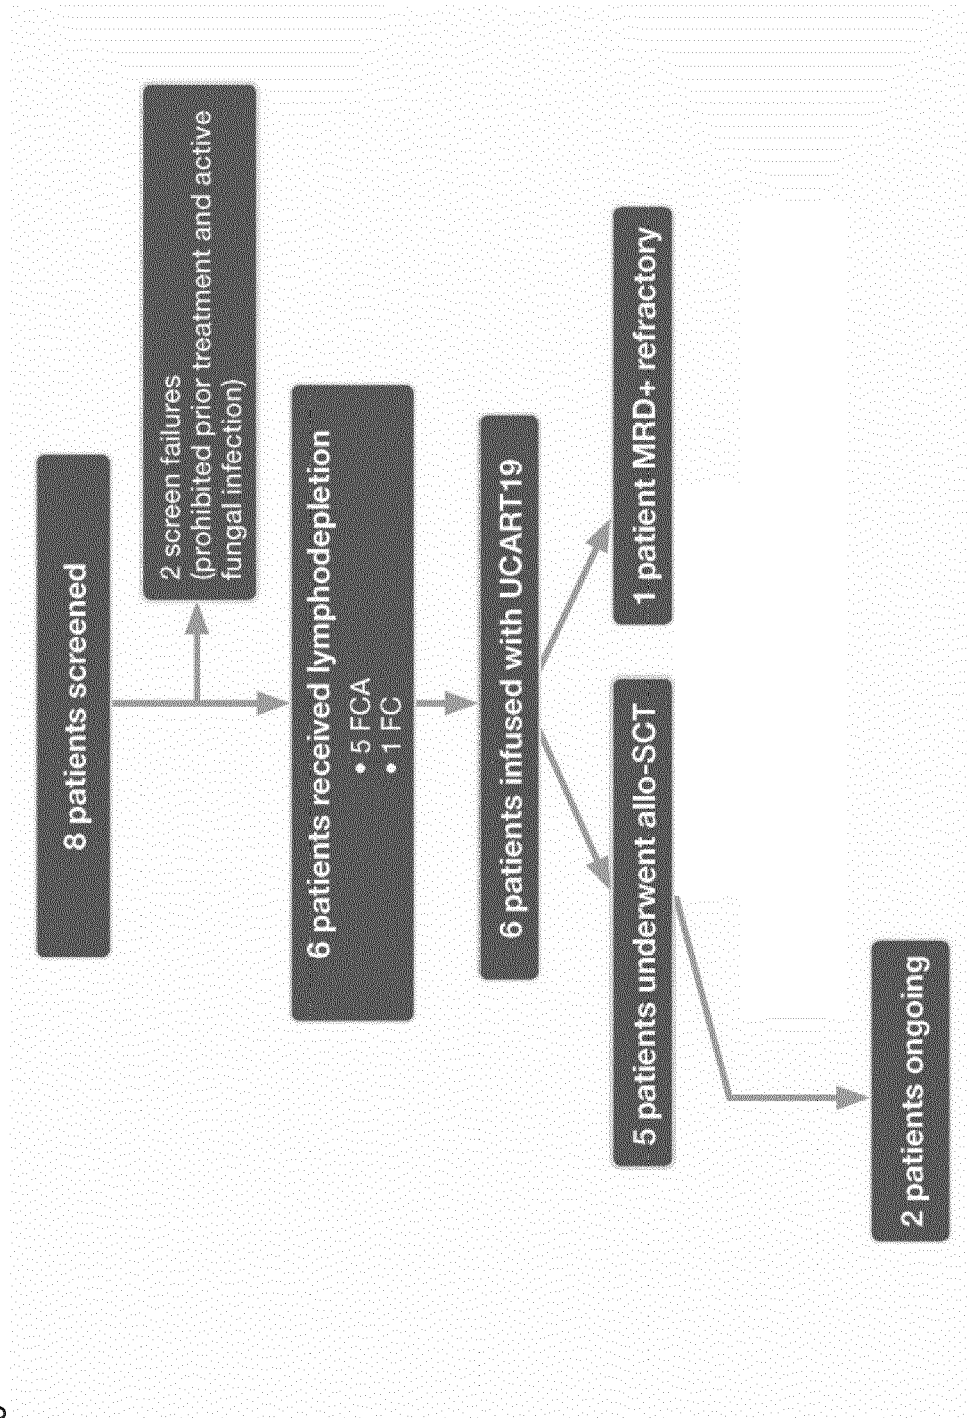 8 patients screened
2 screen failures
(prohibited prior treatment and active
fungal infection)
6 patients received lymphodepletion
• 5 FCA
• 1 FC
6 patients infused with UCART19
5 patients underwent allo-SCT
1 patient MRD+ refractory
2 patients ongoing